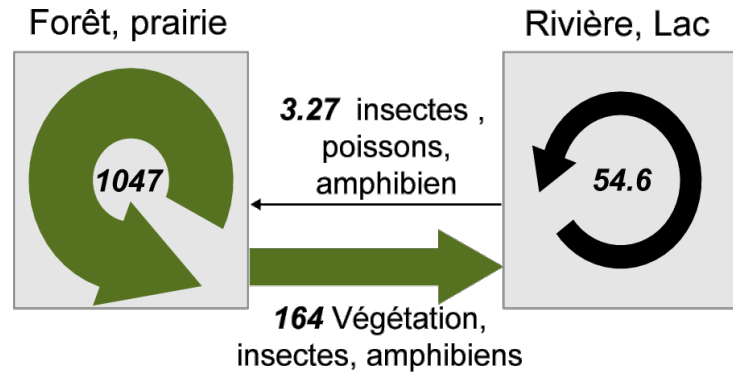 Forêt, prairie
Rivière, Lac
3.27 insectes ,
poissons,
amphibien
1047
54.6
164 Végétation,
insectes, amphibiens